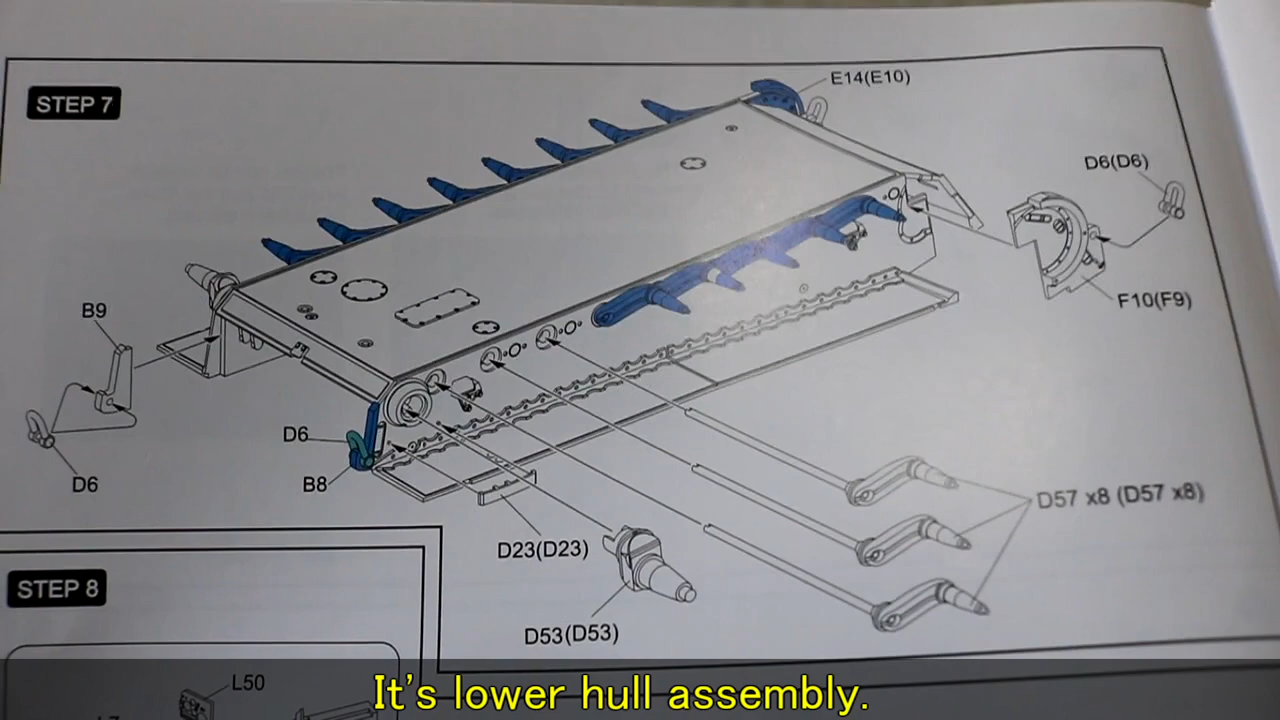 STEP 7
E14(E10)
D6(D6)
B9
F10(F9)
D6
D6
B8
D57 x8 (D57 x8)
D23(D23)
D53(D53)
STEP 8
L50
It's lower hull assembly.